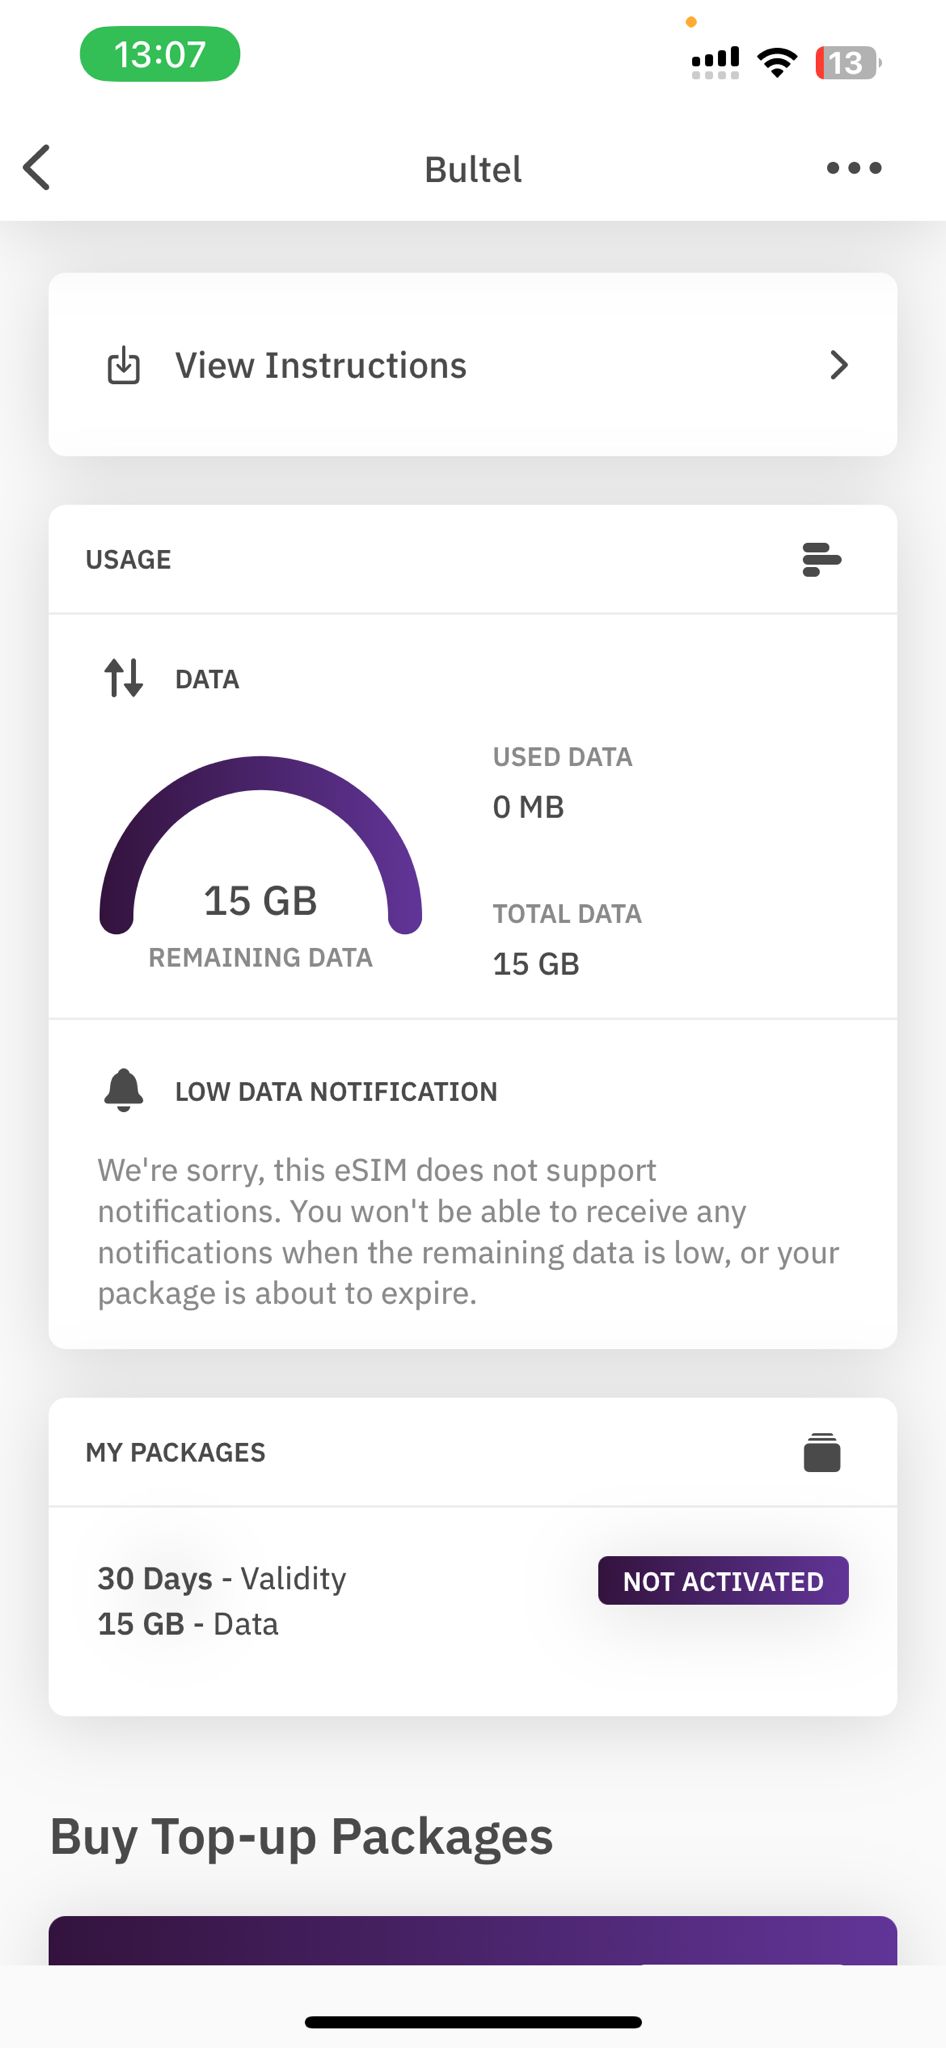 13:07
13
Bultel
View Instructions
USAGE
DATA
USED DATA
0 MB
15 GB
REMAINING DATA
TOTAL DATA
15 GB
LOW DATA NOTIFICATION
We're sorry, this eSIM does not support
notifications. You won't be able to receive any
notifications when the remaining data is low, or your
package is about to expire.
MY PACKAGES
30 Days - Validity
NOT ACTIVATED
15 GB - Data
Buy Top-up Packages